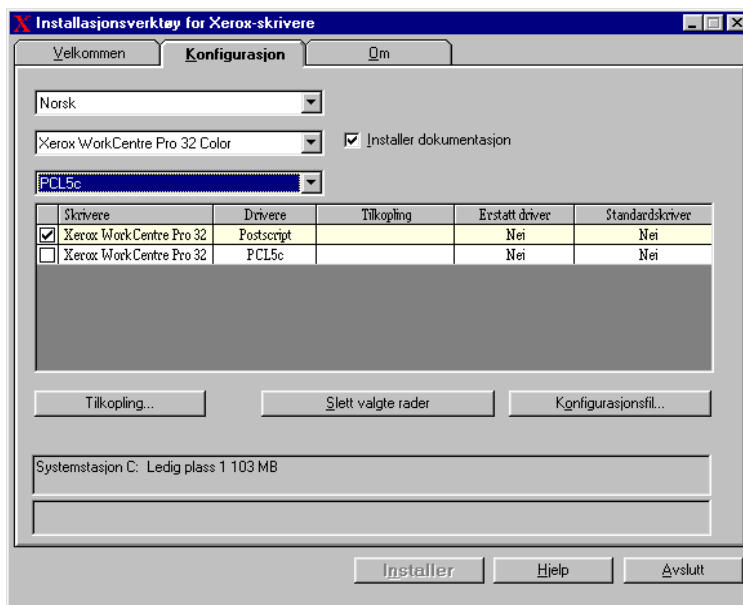 Installasjonsverktøy for Xerox-skrivere
Velkommen Konfigurasjon Om
Norsk
Xerox WorkCentre Pro 32 Color Installer dokumentasjon
PCL5c
Skrivere Drivere Tilkopling Erstatt driver Standardskriver
Xerox WorkCentre Pro 32 Postscript Nei Nei
Xerox WorkCentre Pro 32 PCL5c Nei Nei
Tilkopling... Slett valgte rader Konfigurasjonsfil...
Systemstasjon C: Ledig plass 1 103 MB
Installer Hjelp Avslutt